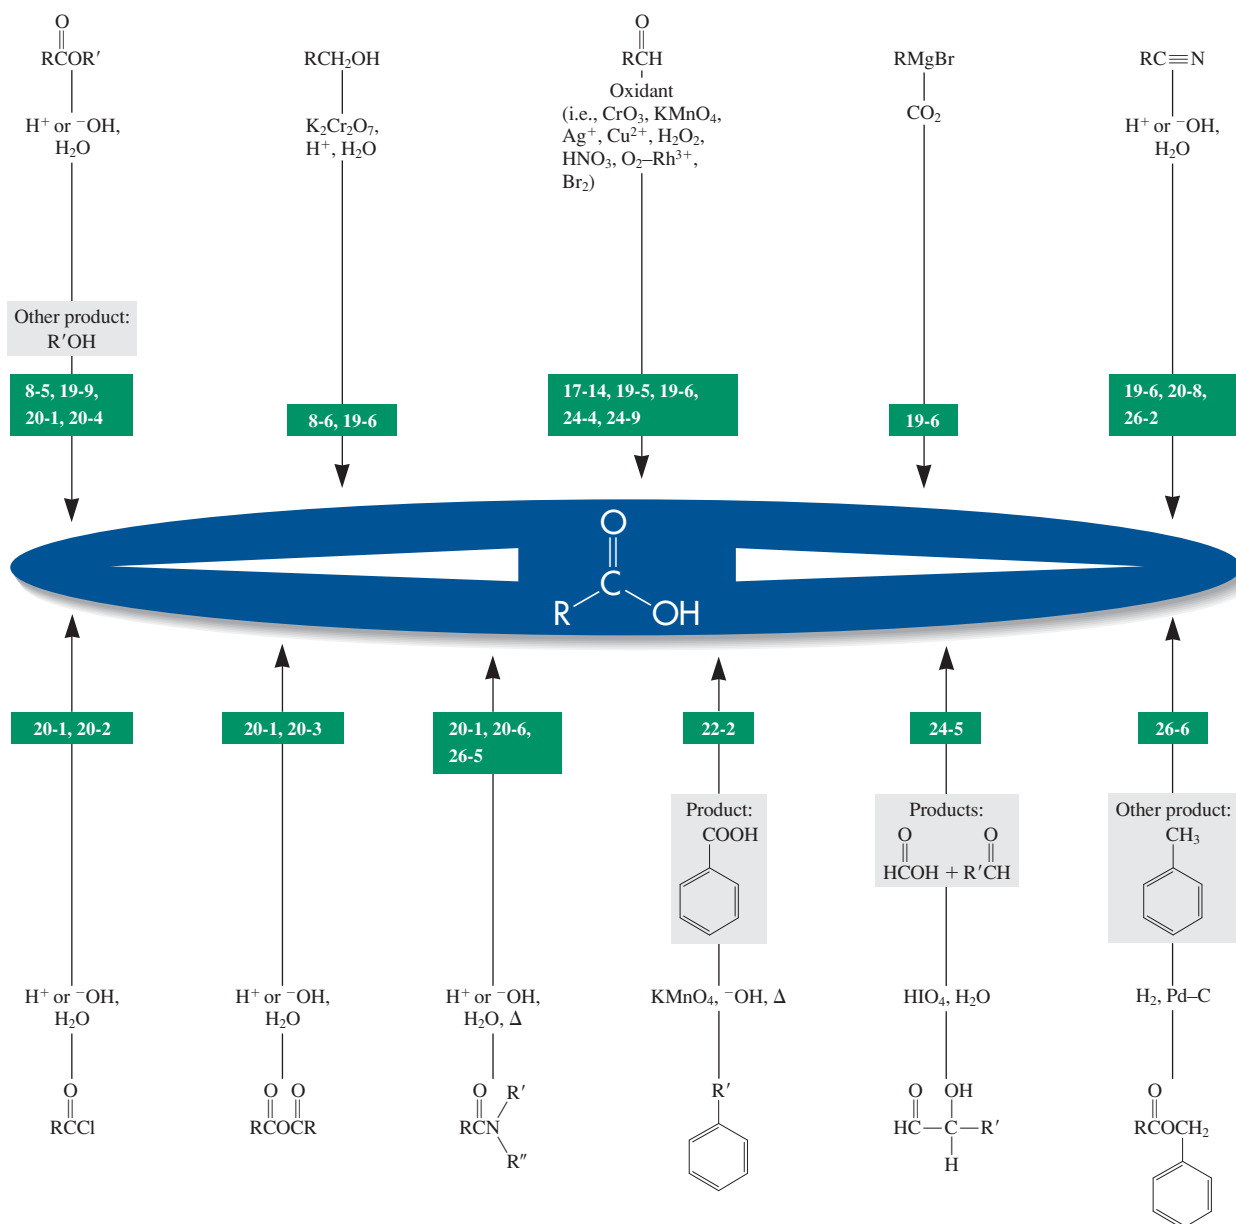 O
RCOR′
H⁺ or ⁻OH,
H₂O
Other product:
R′OH
8-5, 19-9,
20-1, 20-4
RCH₂OH
K₂Cr₂O₇,
H⁺, H₂O
8-6, 19-6
O
RCH
Oxidant
(i.e., CrO₃, KMnO₄,
Ag⁺, Cu²⁺, H₂O₂,
HNO₃, O₂–Rh³⁺,
Br₂)
17-14, 19-5, 19-6,
24-4, 24-9
RMgBr
CO₂
19-6
RC≡N
H⁺ or ⁻OH,
H₂O
19-6, 20-8,
26-2
O
C
R OH
20-1, 20-2
H⁺ or ⁻OH,
H₂O
O
RCCl
20-1, 20-3
H⁺ or ⁻OH,
H₂O
O O
RCOCR
20-1, 20-6,
26-5
H⁺ or ⁻OH,
H₂O, Δ
O R′
RCN
R″
22-2
Product:
COOH
KMnO₄, ⁻OH, Δ
R′
24-5
Products:
O O
HCOH + R′CH
HIO₄, H₂O
O OH
HC—C—R′
H
26-6
Other product:
CH₃
H₂, Pd–C
O
RCOCH₂